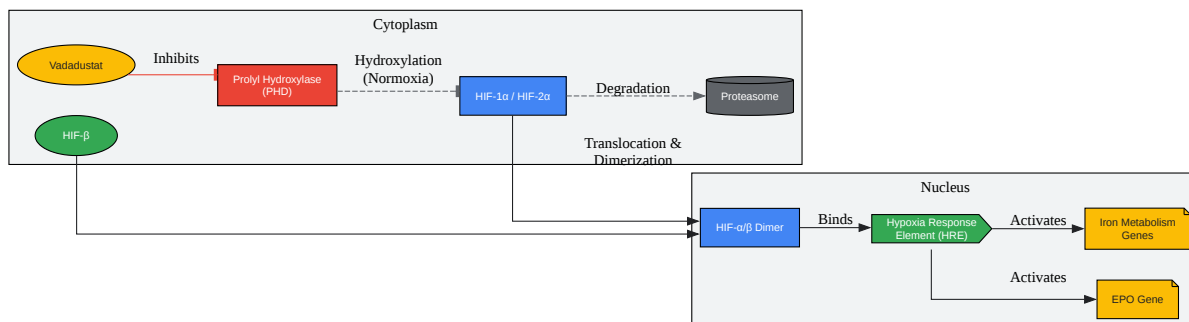 Cytoplasm
Vadadustat
Inhibits
Prolyl Hydroxylase
(PHD)
Hydroxylation
(Normoxia)
HIF-1α / HIF-2α
Degradation
Proteasome
HIF-β
Translocation &
Dimerization
Nucleus
HIF-α/β Dimer
Binds
Hypoxia Response
Element (HRE)
Activates
Iron Metabolism
Genes
Activates
EPO Gene